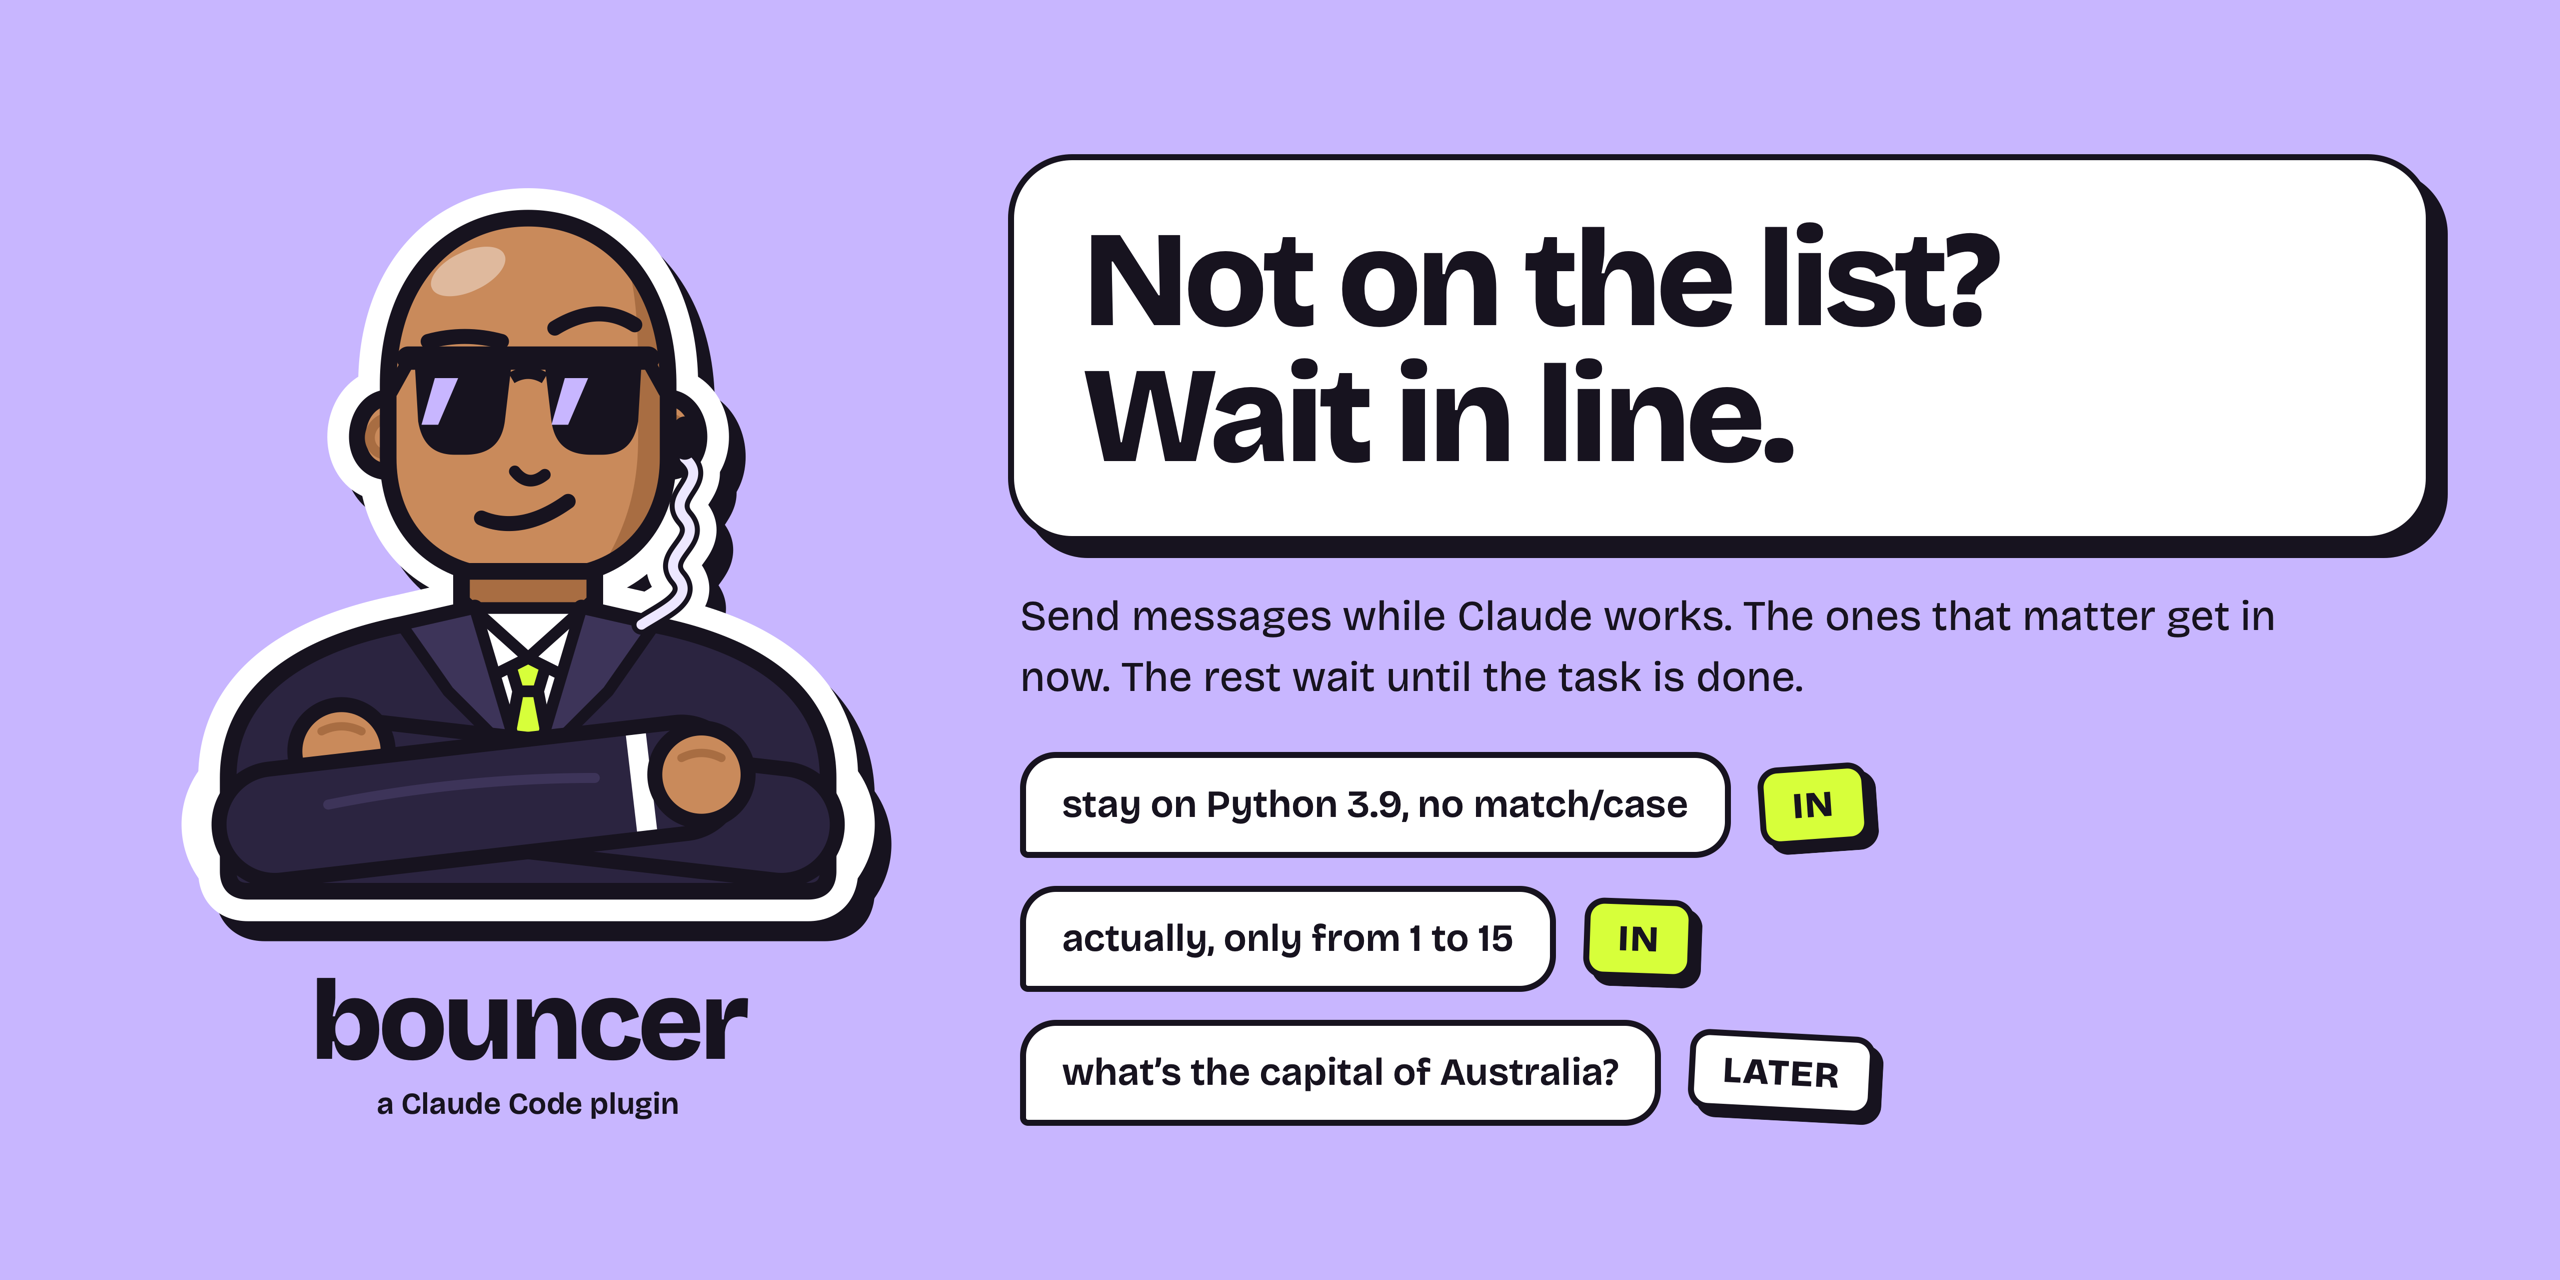 Not on the list?
Wait in line.
Send messages while Claude works. The ones that matter get in
now. The rest wait until the task is done.
stay on Python 3.9, no match/case
IN
actually, only from 1 to 15
IN
what’s the capital of Australia?
LATER
bouncer
a Claude Code plugin